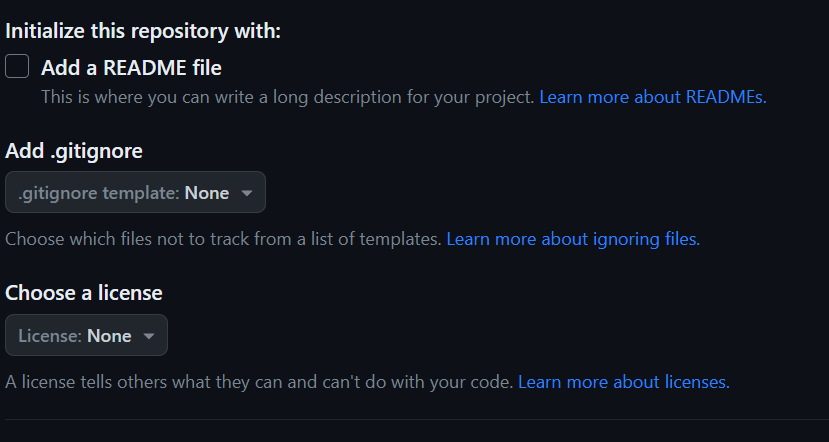 Initialize this repository with:
Add a README file
This is where you can write a long description for your project. Learn more about READMEs.
Add .gitignore
.gitignore template: None
Choose which files not to track from a list of templates. Learn more about ignoring files.
Choose a license
License: None
A license tells others what they can and can't do with your code. Learn more about licenses.